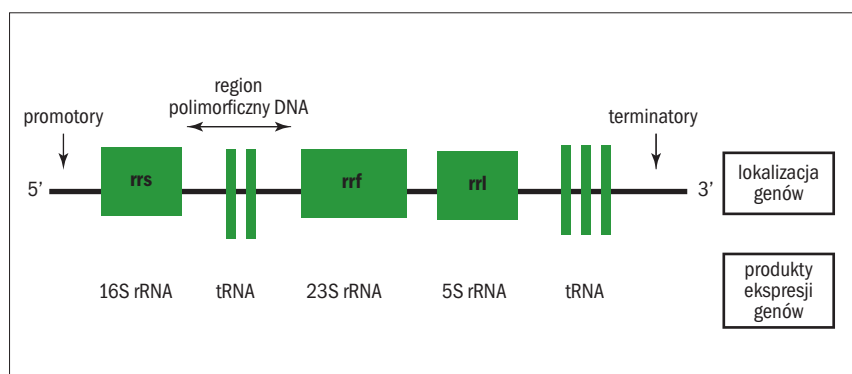 region
polimorficzny DNA
promotory
terminatory
rrs
rrf
rrl
5’
3’
lokalizacja
genów
16S rRNA
tRNA
23S rRNA
5S rRNA
tRNA
produkty
ekspresji
genów